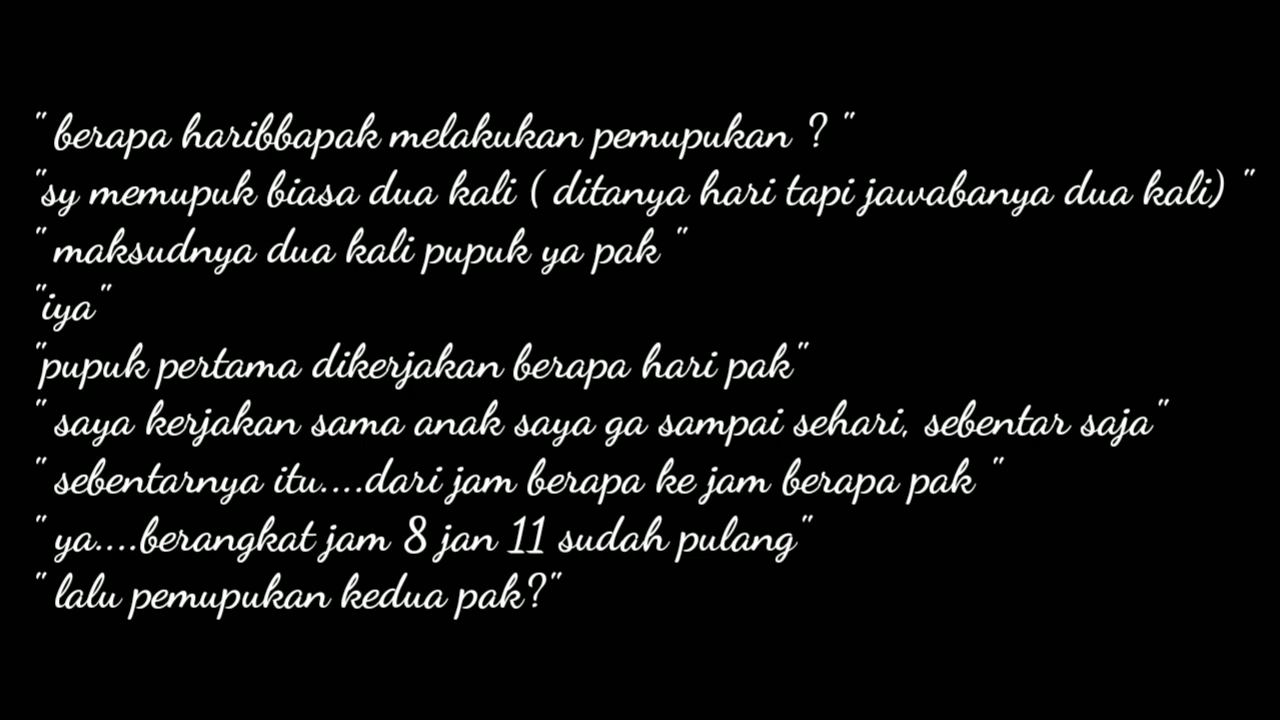 " berapa haribbapak melakukan pemupukan ? "
"sy memupuk biasa dua kali ( ditanya hari tapi jawabanya dua kali) "
" maksudnya dua kali pupuk ya pak "
"iya"
"pupuk pertama dikerjakan berapa hari pak"
" saya kerjakan sama anak saya ga sampai sehari, sebentar saja"
" sebentarnya itu....dari jam berapa ke jam berapa pak "
" ya....berangkat jam 8 jan 11 sudah pulang"
" lalu pemupukan kedua pak?"